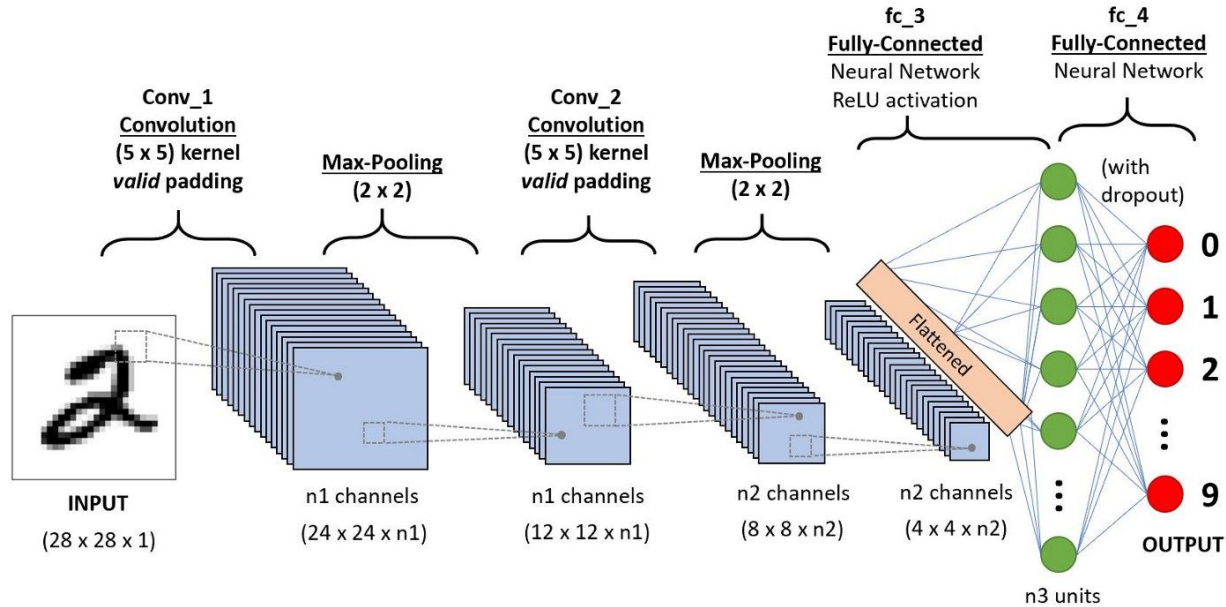 Conv_1
Convolution
(5 x 5) kernel
valid padding
Max-Pooling
(2 x 2)
Conv_2
Convolution
(5 x 5) kernel
valid padding
Max-Pooling
(2 x 2)
fc_3
Fully-Connected
Neural Network
ReLU activation
fc_4
Fully-Connected
Neural Network
(with
dropout)
INPUT
(28 x 28 x 1)
n1 channels
(24 x 24 x n1)
n1 channels
(12 x 12 x n1)
n2 channels
(8 x 8 x n2)
n2 channels
(4 x 4 x n2)
Flattened
n3 units
0
1
2
9
OUTPUT
2